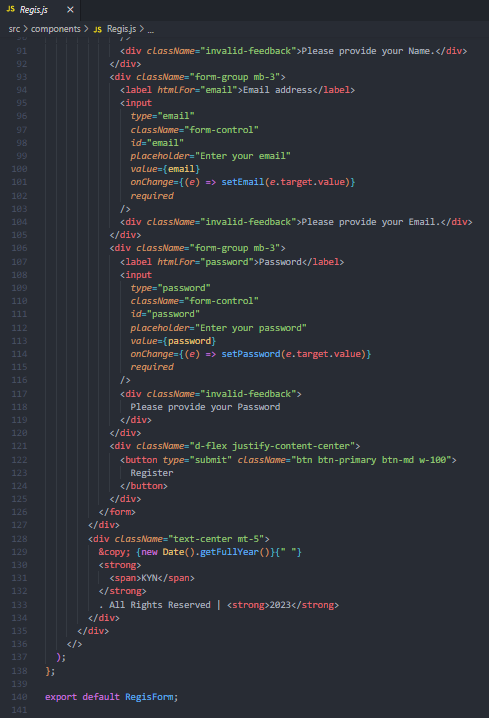 Regis.js
src > components > Regis.js > ...
90 />
91 <div className="invalid-feedback">Please provide your Name.</div>
92 </div>
93 <div className="form-group mb-3">
94 <label htmlFor="email">Email address</label>
95 <input
96 type="email"
97 className="form-control"
98 id="email"
99 placeholder="Enter your email"
100 value={email}
101 onChange={(e) => setEmail(e.target.value)}
102 required
103 />
104 <div className="invalid-feedback">Please provide your Email.</div>
105 </div>
106 <div className="form-group mb-3">
107 <label htmlFor="password">Password</label>
108 <input
109 type="password"
110 className="form-control"
111 id="password"
112 placeholder="Enter your password"
113 value={password}
114 onChange={(e) => setPassword(e.target.value)}
115 required
116 />
117 <div className="invalid-feedback">
118 Please provide your Password
119 </div>
120 </div>
121 <div className="d-flex justify-content-center">
122 <button type="submit" className="btn btn-primary btn-md w-100">
123 Register
124 </button>
125 </div>
126 </form>
127 </div>
128 <div className="text-center mt-5">
129 &copy; {new Date().getFullYear()}{" "}
130 <strong>
131 <span>KYN</span>
132 </strong>
133 . All Rights Reserved | <strong>2023</strong>
134 </div>
135 </div>
136 </>
137 );
138 };
139
140 export default RegisForm;
141